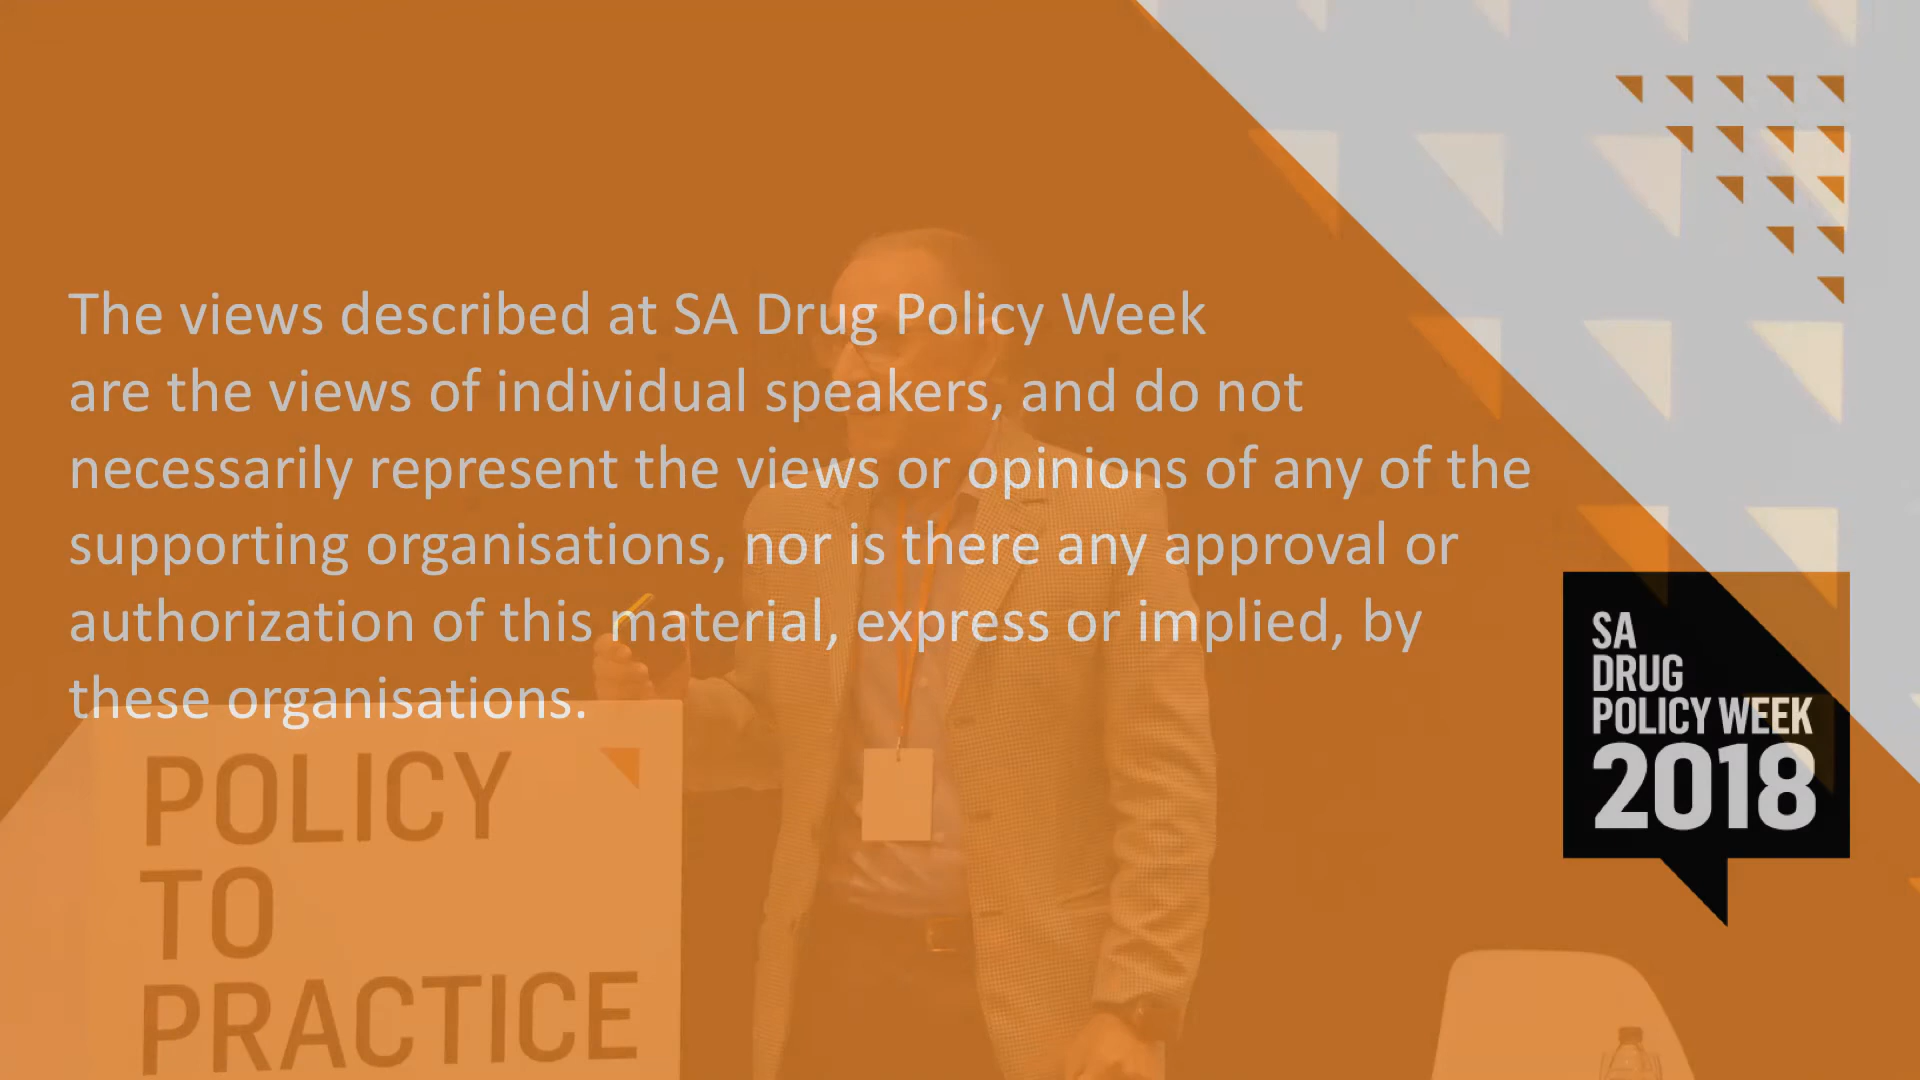 The views described at SA Drug Policy Week
are the views of individual speakers, and do not
necessarily represent the views or opinions of any of the
supporting organisations, nor is there any approval or
authorization of this material, express or implied, by
these organisations.
SA
DRUG
POLICY WEEK
2018
POLICY
TO
PRACTICE